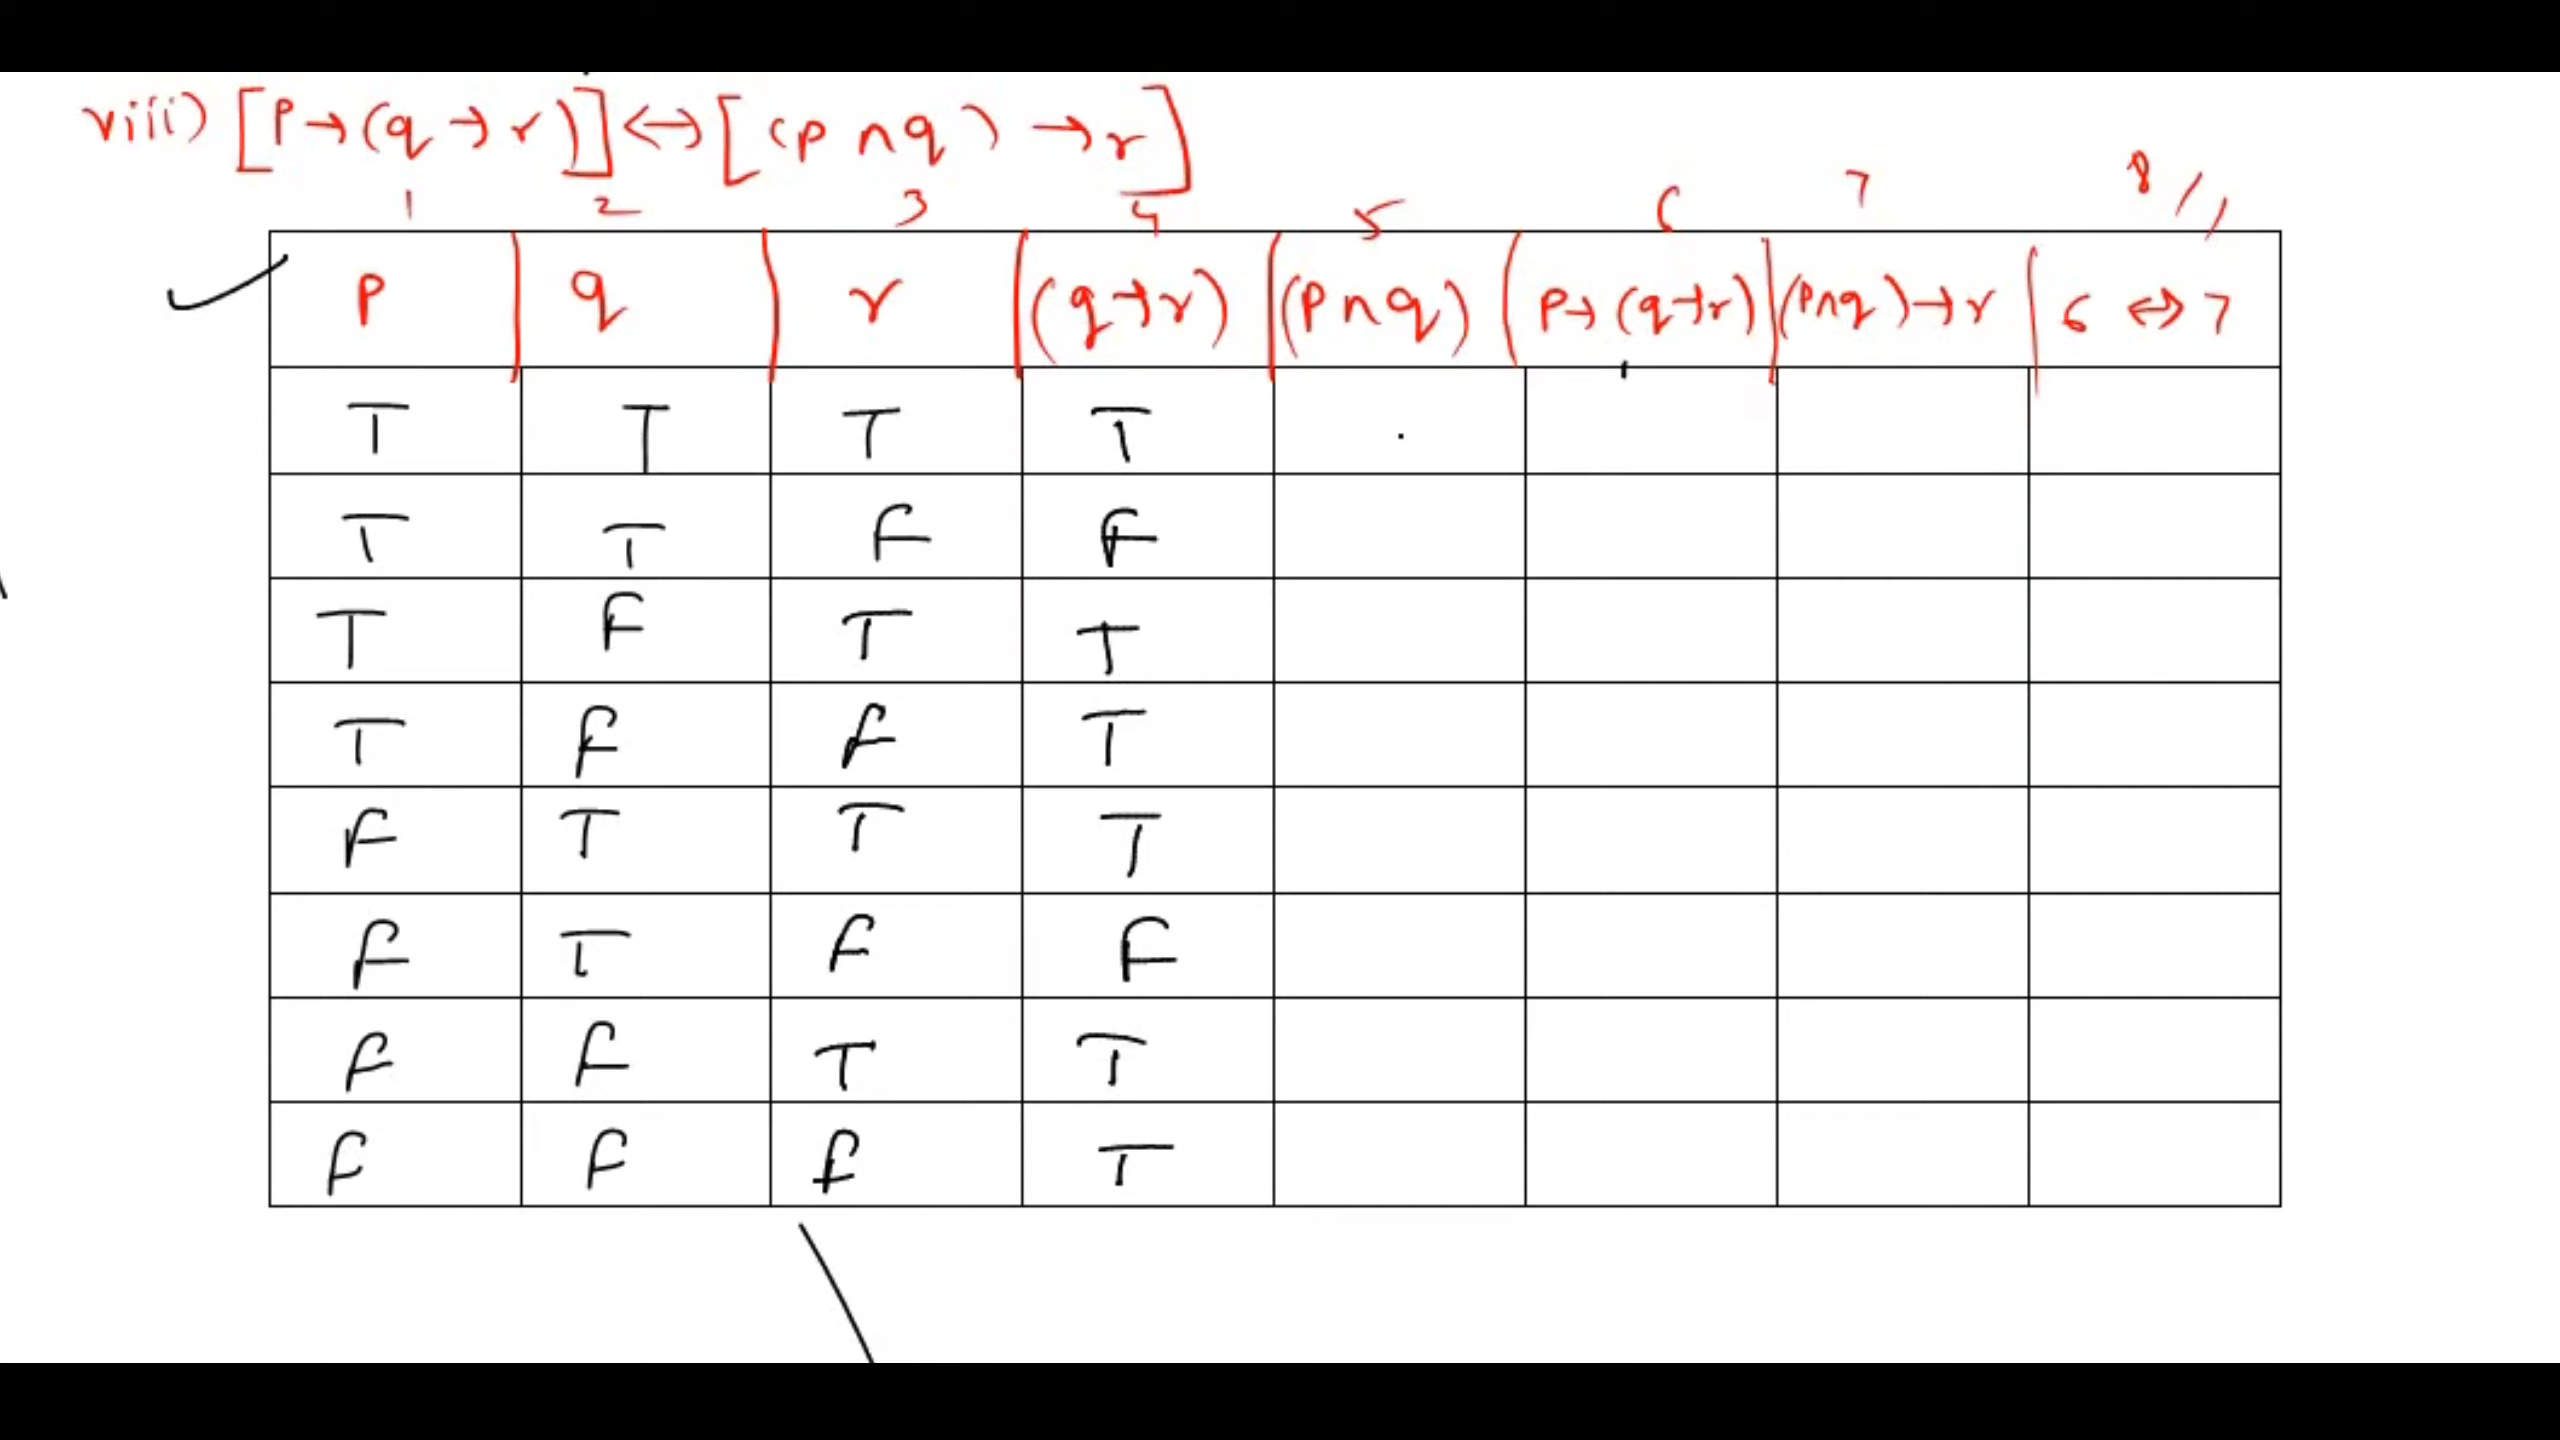 viii) [P→(q→r)]↔[(p∩q)→r]
1 2 3 4 5 6 7 8
p q r (q→r) (p∩q) p→(q→r) (p∩q)→r 6 ↔ 7
T T T T
T T F F
T F T T
T F F T
F T T T
F T F F
F F T T
F F F T